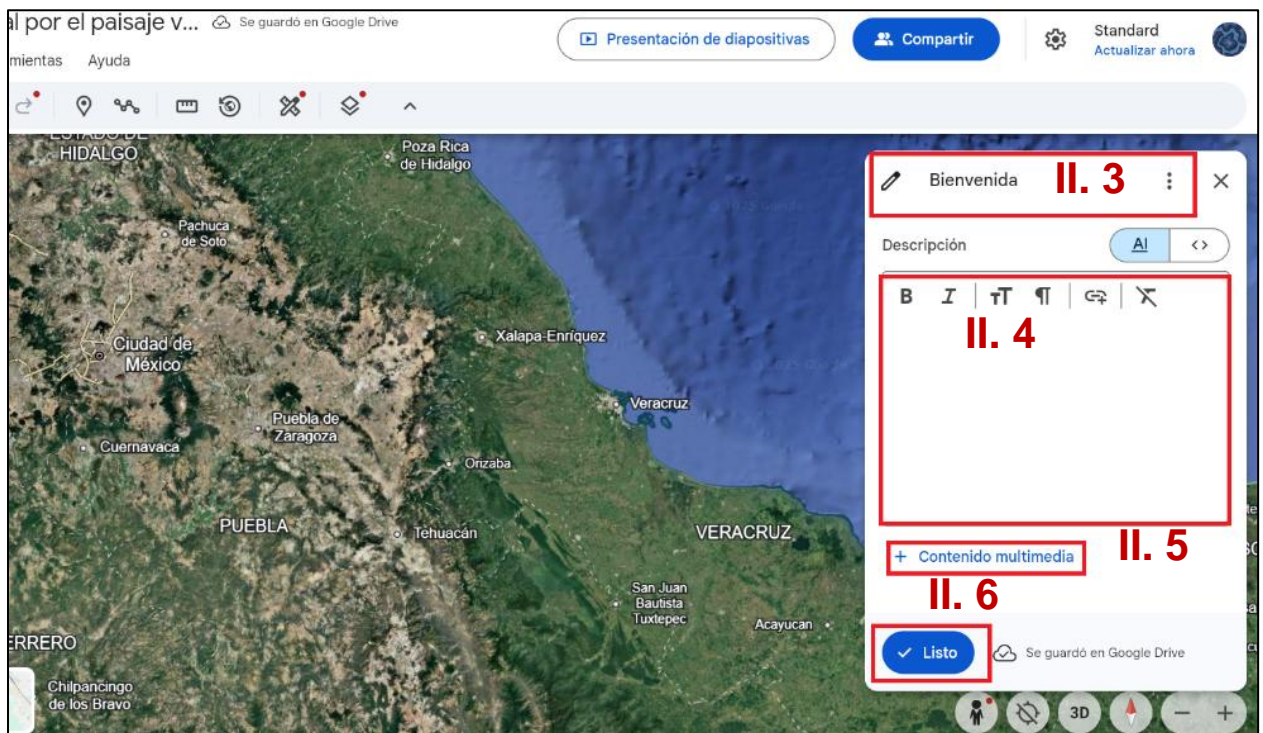 al por el paisaje v... Se guardó en Google Drive
Presentación de diapositivas
Compartir
Standard
Actualizar ahora
mientas Ayuda
ESTADO DE
HIDALGO
Poza Rica
de Hidalgo
Pachuca
de Soto
Ciudad de
México
Xalapa-Enríquez
Veracruz
Puebla de
Zaragoza
Cuernavaca
Orizaba
PUEBLA
Tehuacán
VERACRUZ
San Juan
Bautista
Tuxtepec
Acayucan
ERRERO
Chilpancingo
de los Bravo
Bienvenida
II. 3
Descripción
AI <>
B I TT ¶
II. 4
+ Contenido multimedia
II. 5
II. 6
Listo
Se guardó en Google Drive
3D
− +